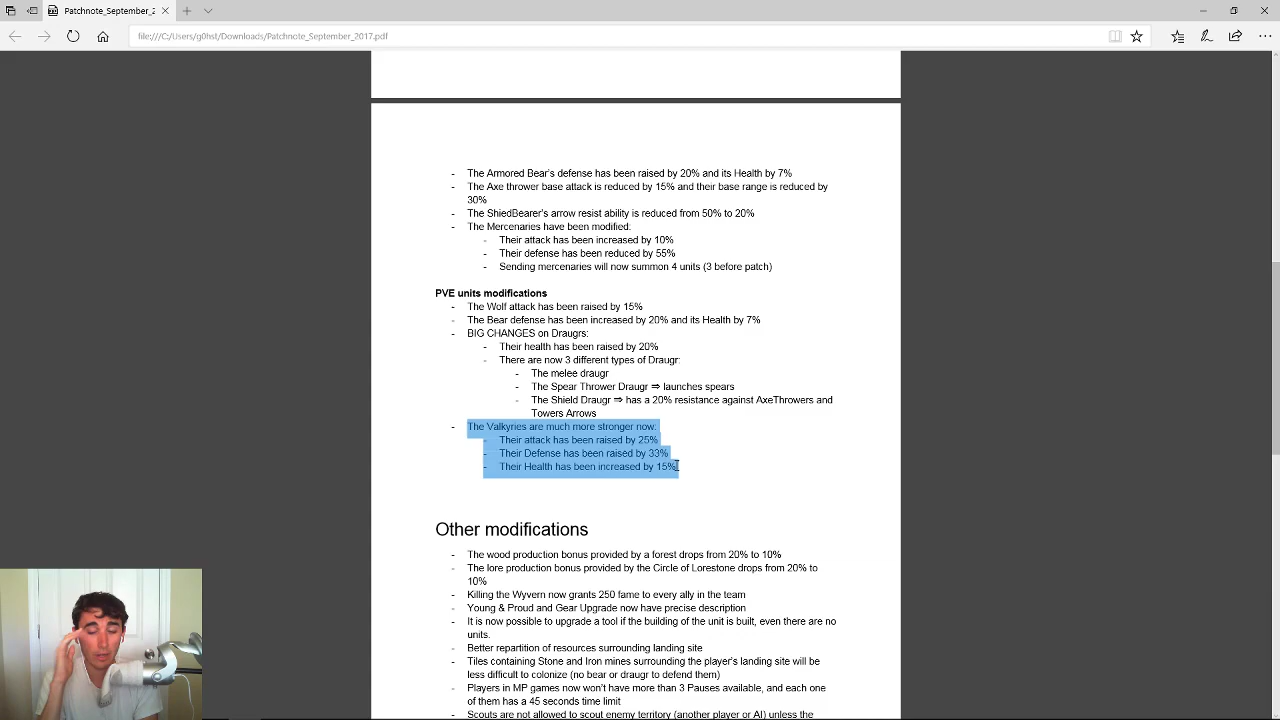 Patchnote_September_2
file:///C:/Users/g0hst/Downloads/Patchnote_September_2017.pdf
- The Armored Bear's defense has been raised by 20% and its Health by 7%
- The Axe thrower base attack is reduced by 15% and their base range is reduced by
30%
- The ShiedBearer's arrow resist ability is reduced from 50% to 20%
- The Mercenaries have been modified:
- Their attack has been increased by 10%
- Their defense has been reduced by 55%
- Sending mercenaries will now summon 4 units (3 before patch)
PVE units modifications
- The Wolf attack has been raised by 15%
- The Bear defense has been increased by 20% and its Health by 7%
- BIG CHANGES on Draugrs:
- Their health has been raised by 20%
- There are now 3 different types of Draugr:
- The melee draugr
- The Spear Thrower Draugr ⇒ launches spears
- The Shield Draugr ⇒ has a 20% resistance against AxeThrowers and
Towers Arrows
- The Valkyries are much more stronger now:
- Their attack has been raised by 25%
- Their Defense has been raised by 33%
- Their Health has been increased by 15%
Other modifications
- The wood production bonus provided by a forest drops from 20% to 10%
- The lore production bonus provided by the Circle of Lorestone drops from 20% to
10%
- Killing the Wyvern now grants 250 fame to every ally in the team
- Young & Proud and Gear Upgrade now have precise description
- It is now possible to upgrade a tool if the building of the unit is built, even there are no
units.
- Better repartition of resources surrounding landing site
- Tiles containing Stone and Iron mines surrounding the player's landing site will be
less difficult to colonize (no bear or draugr to defend them)
- Players in MP games now won't have more than 3 Pauses available, and each one
of them has a 45 seconds time limit
- Scouts are not allowed to scout enemy territory (another player or AI) unless the